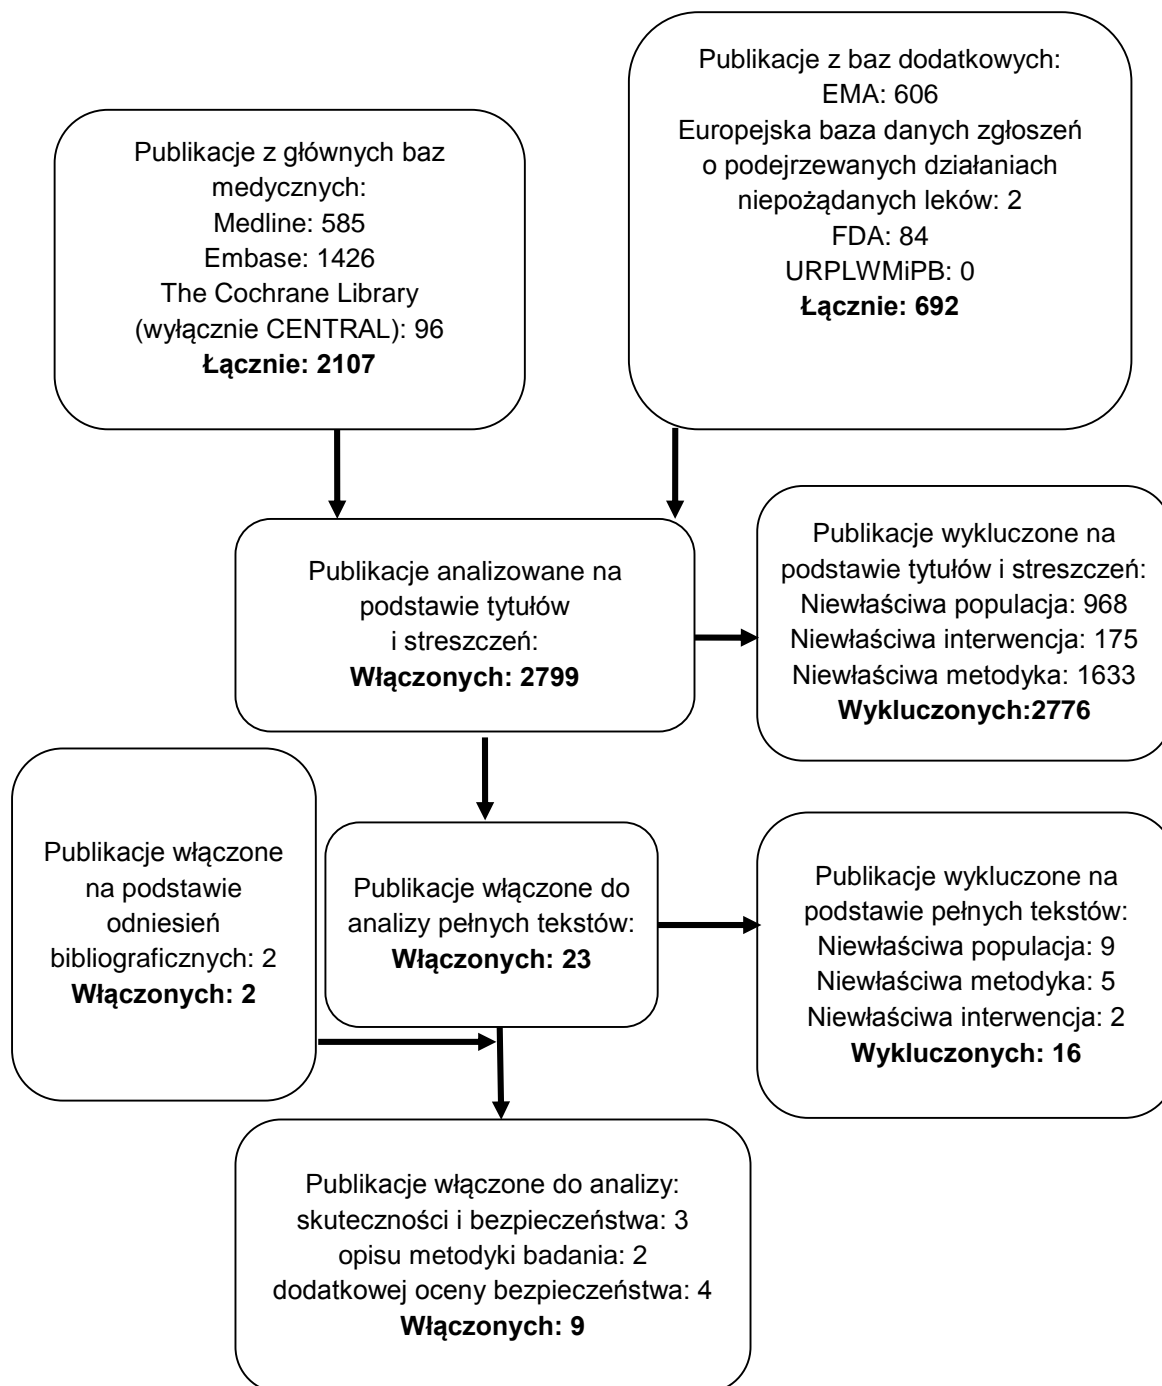 Publikacje z głównych baz
medycznych:
Medline: 585
Embase: 1426
The Cochrane Library
(wyłącznie CENTRAL): 96
Łącznie: 2107
Publikacje z baz dodatkowych:
EMA: 606
Europejska baza danych zgłoszeń
o podejrzewanych działaniach
niepożądanych leków: 2
FDA: 84
URPLWMiPB: 0
Łącznie: 692
Publikacje analizowane na
podstawie tytułów
i streszczeń:
Włączonych: 2799
Publikacje wykluczone na
podstawie tytułów i streszczeń:
Niewłaściwa populacja: 968
Niewłaściwa interwencja: 175
Niewłaściwa metodyka: 1633
Wykluczonych:2776
Publikacje włączone
na podstawie
odniesień
bibliograficznych: 2
Włączonych: 2
Publikacje włączone do
analizy pełnych tekstów:
Włączonych: 23
Publikacje wykluczone na
podstawie pełnych tekstów:
Niewłaściwa populacja: 9
Niewłaściwa metodyka: 5
Niewłaściwa interwencja: 2
Wykluczonych: 16
Publikacje włączone do analizy:
skuteczności i bezpieczeństwa: 3
opisu metodyki badania: 2
dodatkowej oceny bezpieczeństwa: 4
Włączonych: 9